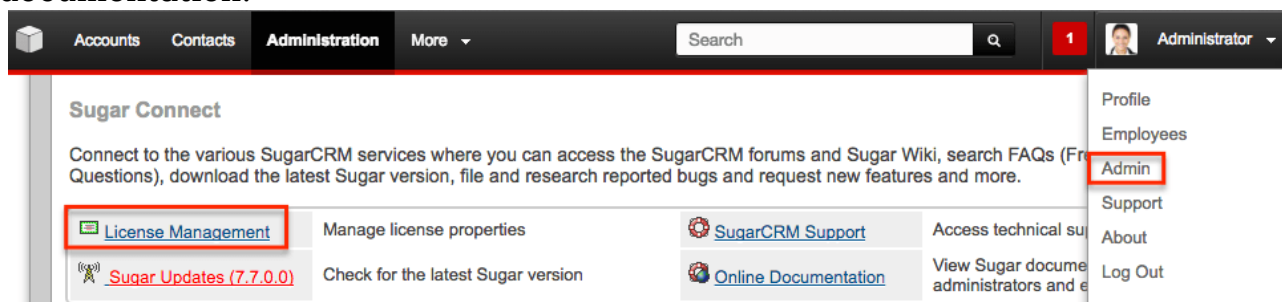 Accounts Contacts Administration More Search 1 Administrator
Sugar Connect
Connect to the various SugarCRM services where you can access the SugarCRM forums and Sugar Wiki, search FAQs (Fre
Questions), download the latest Sugar version, file and research reported bugs and request new features and more.
License Management Manage license properties SugarCRM Support Access technical su
Sugar Updates (7.7.0.0) Check for the latest Sugar version Online Documentation View Sugar docume
administrators and e
Profile
Employees
Admin
Support
About
Log Out